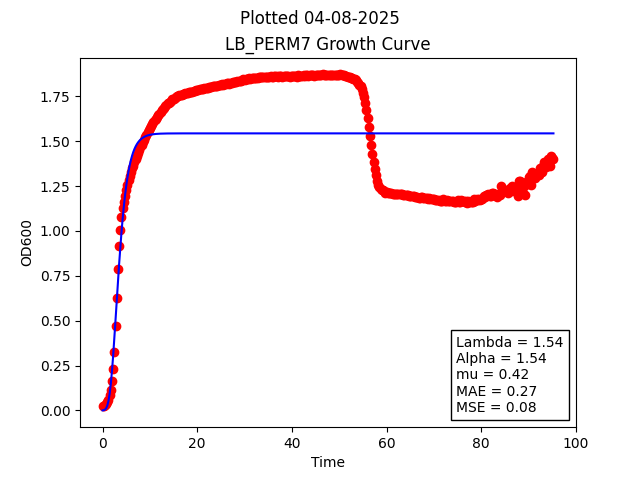 Plotted 04-08-2025
LB_PERM7 Growth Curve
OD600
1.75
1.50
1.25
1.00
0.75
0.50
0.25
0.00
Lambda = 1.54
Alpha = 1.54
mu = 0.42
MAE = 0.27
MSE = 0.08
0 20 40 60 80 100
Time